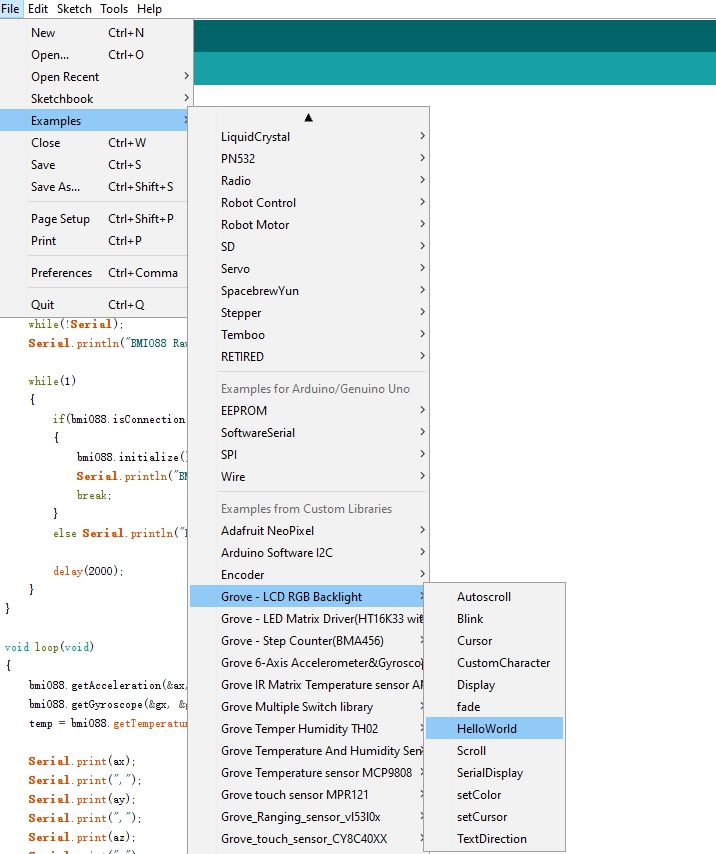 File Edit Sketch Tools Help
New Ctrl+N
Open... Ctrl+O
Open Recent
Sketchbook
Examples
Close Ctrl+W
Save Ctrl+S
Save As... Ctrl+Shift+S
Page Setup Ctrl+Shift+P
Print Ctrl+P
Preferences Ctrl+Comma
Quit Ctrl+Q
LiquidCrystal
PN532
Radio
Robot Control
Robot Motor
SD
Servo
SpacebrewYun
Stepper
Temboo
RETIRED
Examples for Arduino/Genuino Uno
EEPROM
SoftwareSerial
SPI
Wire
Examples from Custom Libraries
Adafruit NeoPixel
Arduino Software I2C
Encoder
Grove - LCD RGB Backlight
Grove - LED Matrix Driver(HT16K33 wit
Grove - Step Counter(BMA456)
Grove 6-Axis Accelerometer&Gyrosco
Grove IR Matrix Temperature sensor A
Grove Multiple Switch library
Grove Temper Humidity TH02
Grove Temperature And Humidity Sen
Grove Temperature sensor MCP9808
Grove touch sensor MPR121
Grove_Ranging_sensor_vl53l0x
Grove_touch_sensor_CY8C40XX
Autoscroll
Blink
Cursor
CustomCharacter
Display
fade
HelloWorld
Scroll
SerialDisplay
setColor
setCursor
TextDirection
while(!Serial);
Serial.println("BMI088 Raw
while(1)
{
if(bmi088.isConnection
{
bmi088.initialize()
Serial.println("BM
break;
}
else Serial.println("
delay(2000);
}
}
void loop(void)
{
bmi088.getAcceleration(&ax,
bmi088.getGyroscope(&gx, &g
temp = bmi088.getTemperatu
Serial.print(ax);
Serial.print(",");
Serial.print(ay);
Serial.print(",");
Serial.print(az);